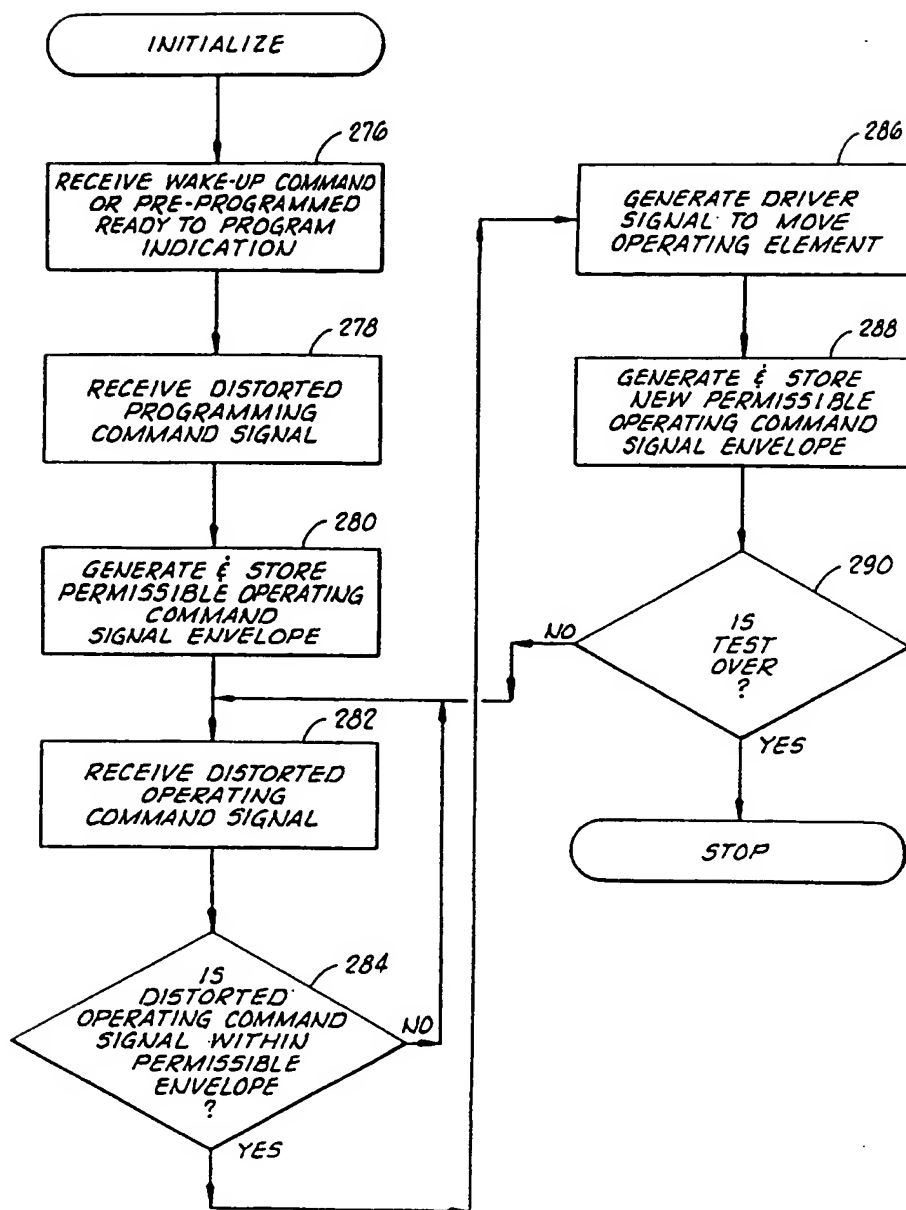 INITIALIZE
276
RECEIVE WAKE-UP COMMAND
OR PRE-PROGRAMMED
READY TO PROGRAM
INDICATION
278
RECEIVE DISTORTED
PROGRAMMING
COMMAND SIGNAL
280
GENERATE & STORE
PERMISSIBLE OPERATING
COMMAND
SIGNAL ENVELOPE
282
RECEIVE DISTORTED
OPERATING
COMMAND SIGNAL
284
IS
DISTORTED
OPERATING COMMAND
SIGNAL WITHIN
PERMISSIBLE
ENVELOPE
?
NO
YES
286
GENERATE DRIVER
SIGNAL TO MOVE
OPERATING ELEMENT
288
GENERATE & STORE
NEW PERMISSIBLE
OPERATING COMMAND
SIGNAL ENVELOPE
290
IS
TEST
OVER
?
NO
YES
STOP